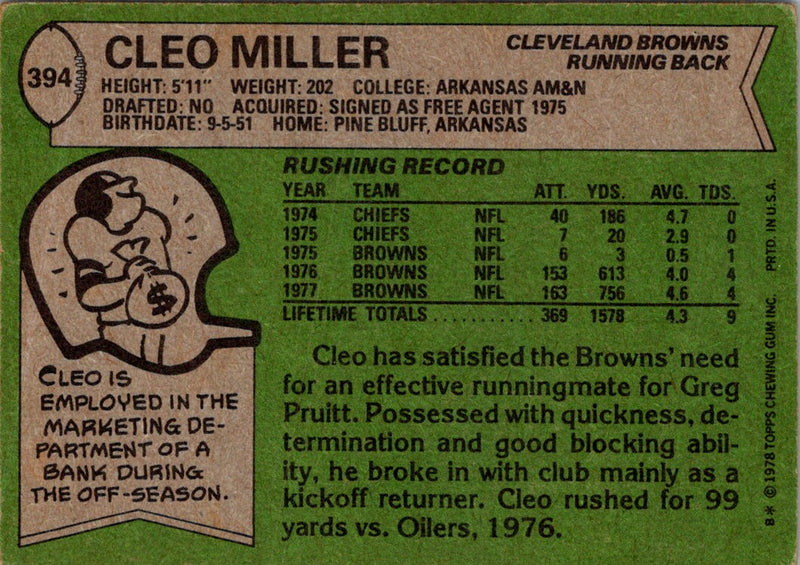 394
CLEO MILLER
CLEVELAND BROWNS
RUNNING BACK
HEIGHT: 5'11" WEIGHT: 202 COLLEGE: ARKANSAS AM&N
DRAFTED: NO ACQUIRED: SIGNED AS FREE AGENT 1975
BIRTHDATE: 9-5-51 HOME: PINE BLUFF, ARKANSAS
RUSHING RECORD
YEAR TEAM ATT. YDS. AVG. TDS.
1974 CHIEFS NFL 40 186 4.7 0
1975 CHIEFS NFL 7 20 2.9 0
1975 BROWNS NFL 6 3 0.5 1
1976 BROWNS NFL 153 613 4.0 4
1977 BROWNS NFL 163 756 4.6 4
LIFETIME TOTALS . . . . . . . . . . . 369 1578 4.3 9
$
CLEO IS
EMPLOYED IN THE
MARKETING DE-
PARTMENT OF A
BANK DURING
THE OFF-SEASON.
Cleo has satisfied the Browns' need
for an effective runningmate for Greg
Pruitt. Possessed with quickness, de-
termination and good blocking abil-
ity, he broke in with club mainly as a
kickoff returner. Cleo rushed for 99
yards vs. Oilers, 1976.
8* © 1978 TOPPS CHEWING GUM INC. PRTD. IN U.S.A.